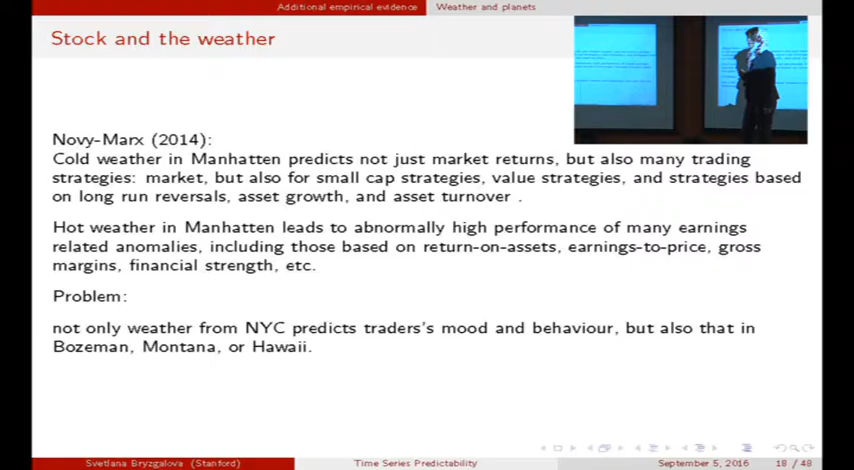 Additional empirical evidence Weather and planets
Stock and the weather
Novy-Marx (2014):
Cold weather in Manhatten predicts not just market returns, but also many trading
strategies: market, but also for small cap strategies, value strategies, and strategies based
on long run reversals, asset growth, and asset turnover .
Hot weather in Manhatten leads to abnormally high performance of many earnings
related anomalies, including those based on return-on-assets, earnings-to-price, gross
margins, financial strength, etc.
Problem:
not only weather from NYC predicts traders's mood and behaviour, but also that in
Bozeman, Montana, or Hawaii.
Svetlana Bryzgalova (Stanford) Time Series Predictability September 5, 2016 18 / 48